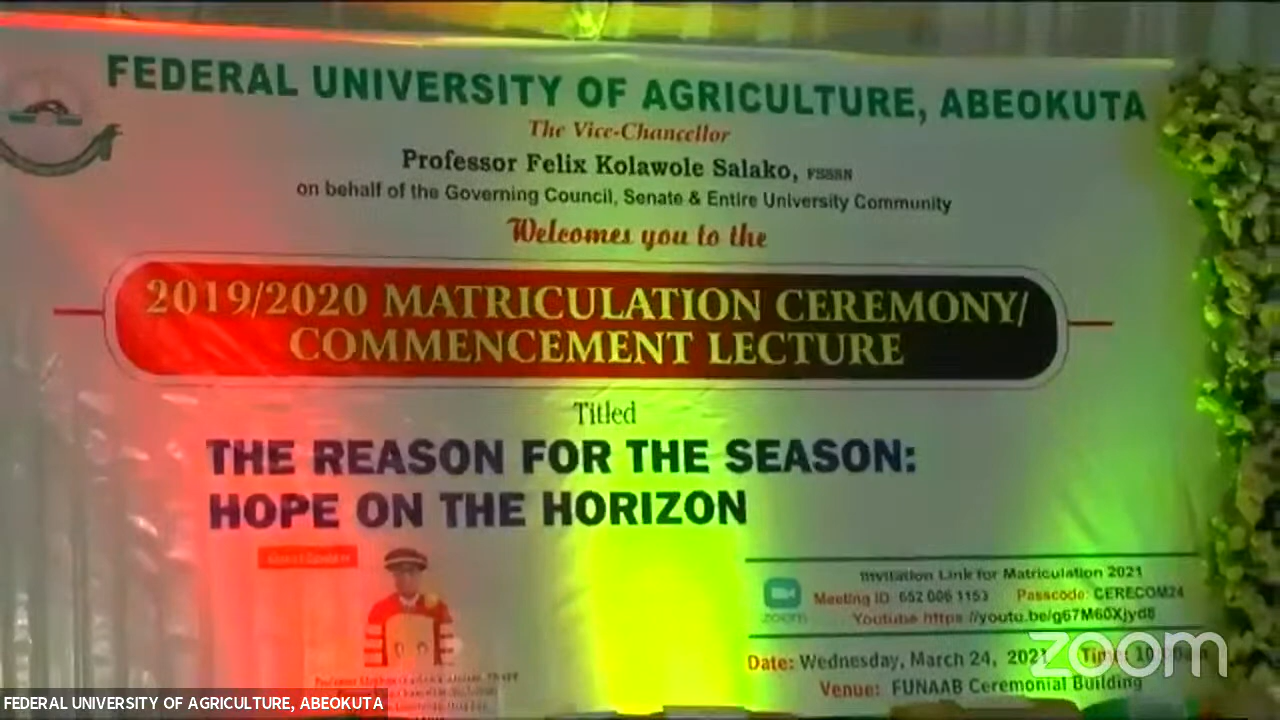 FEDERAL UNIVERSITY OF AGRICULTURE, ABEOKUTA
The Vice-Chancellor
Professor Felix Kolawole Salako, FSSSN
on behalf of the Governing Council, Senate & Entire University Community
Welcomes you to the
2019/2020 MATRICULATION CEREMONY/
COMMENCEMENT LECTURE
Titled
THE REASON FOR THE SEASON:
HOPE ON THE HORIZON
Invitation Link for Matriculation 2021
zoom
Meeting ID: 652 006 1153 Passcode: CERECOM24
Youtube https://youtu.be/g67M60Xjyd8
Date: Wednesday, March 24, 2021 Time:
zoom
Venue: FUNAAB Ceremonial Building
Professor
FEDERAL UNIVERSITY OF AGRICULTURE, ABEOKUTA